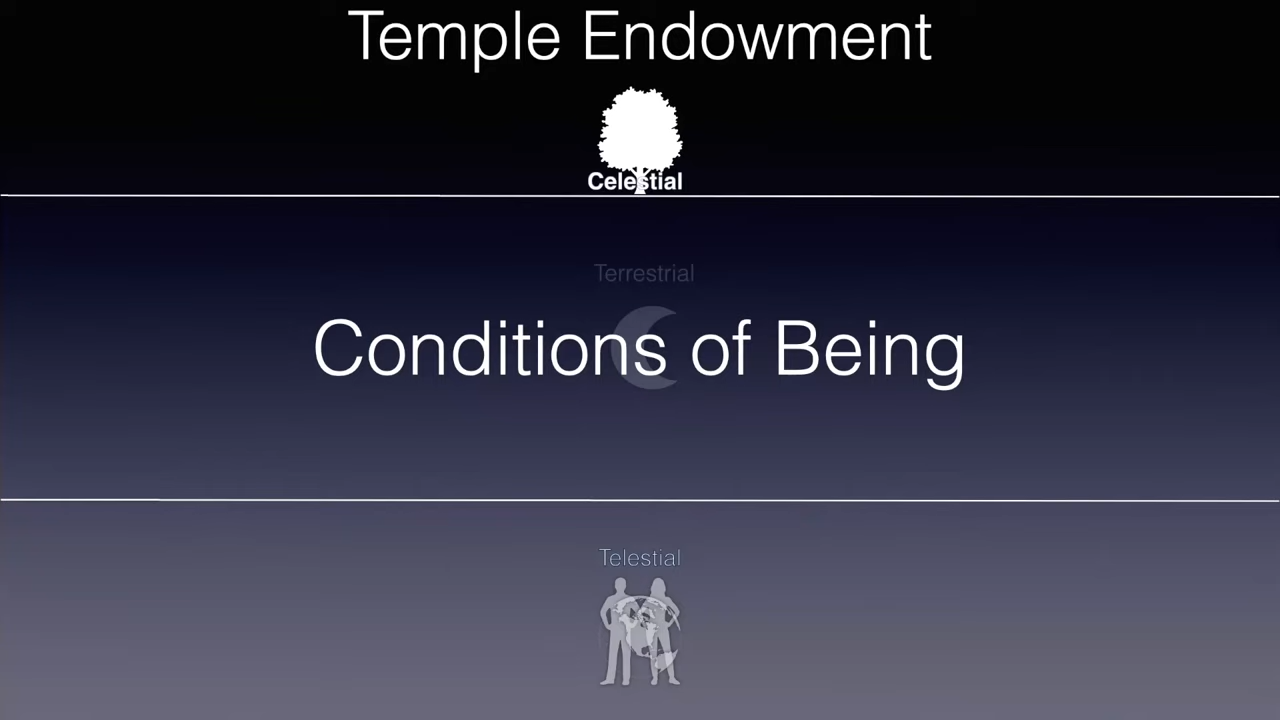 Temple Endowment
Celestial
Terrestrial
Conditions of Being
Telestial